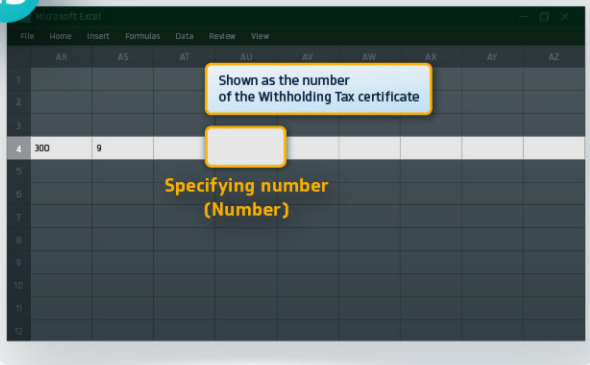 Microsoft Excel
File Home Insert Formulas Data Review View
AR AS AT AU AV AW AX AY AZ
Shown as the number
of the Withholding Tax certificate
1
2
3
4 300 9
Specifying number
(Number)
5
6
7
8
9
10
11
12